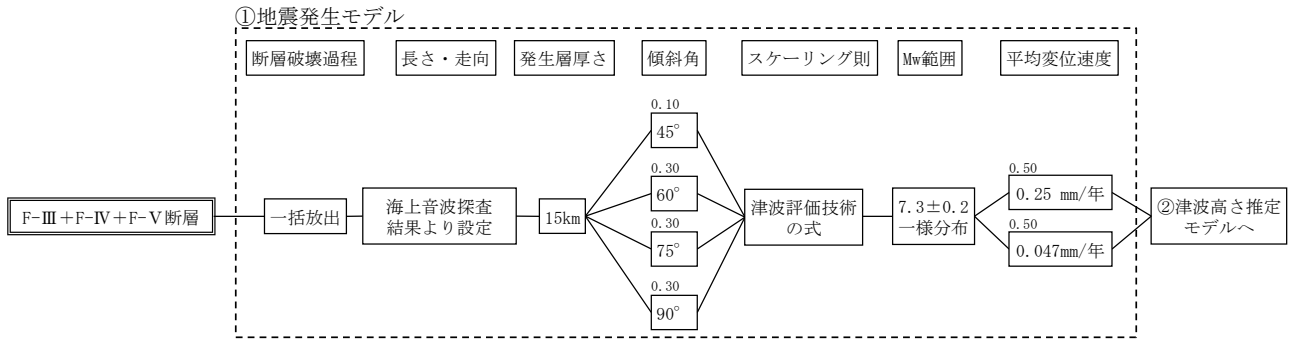 ①地震発生モデル
断層破壊過程
長さ・走向
発生層厚さ
傾斜角
スケーリング則
Mw範囲
平均変位速度
F-Ⅲ+F-Ⅳ+F-Ⅴ断層
一括放出
海上音波探査
結果より設定
15km
0.10
45°
0.30
60°
0.30
75°
0.30
90°
津波評価技術
の式
7.3±0.2
一様分布
0.50
0.25 mm/年
0.50
0.047mm/年
②津波高さ推定
モデルへ